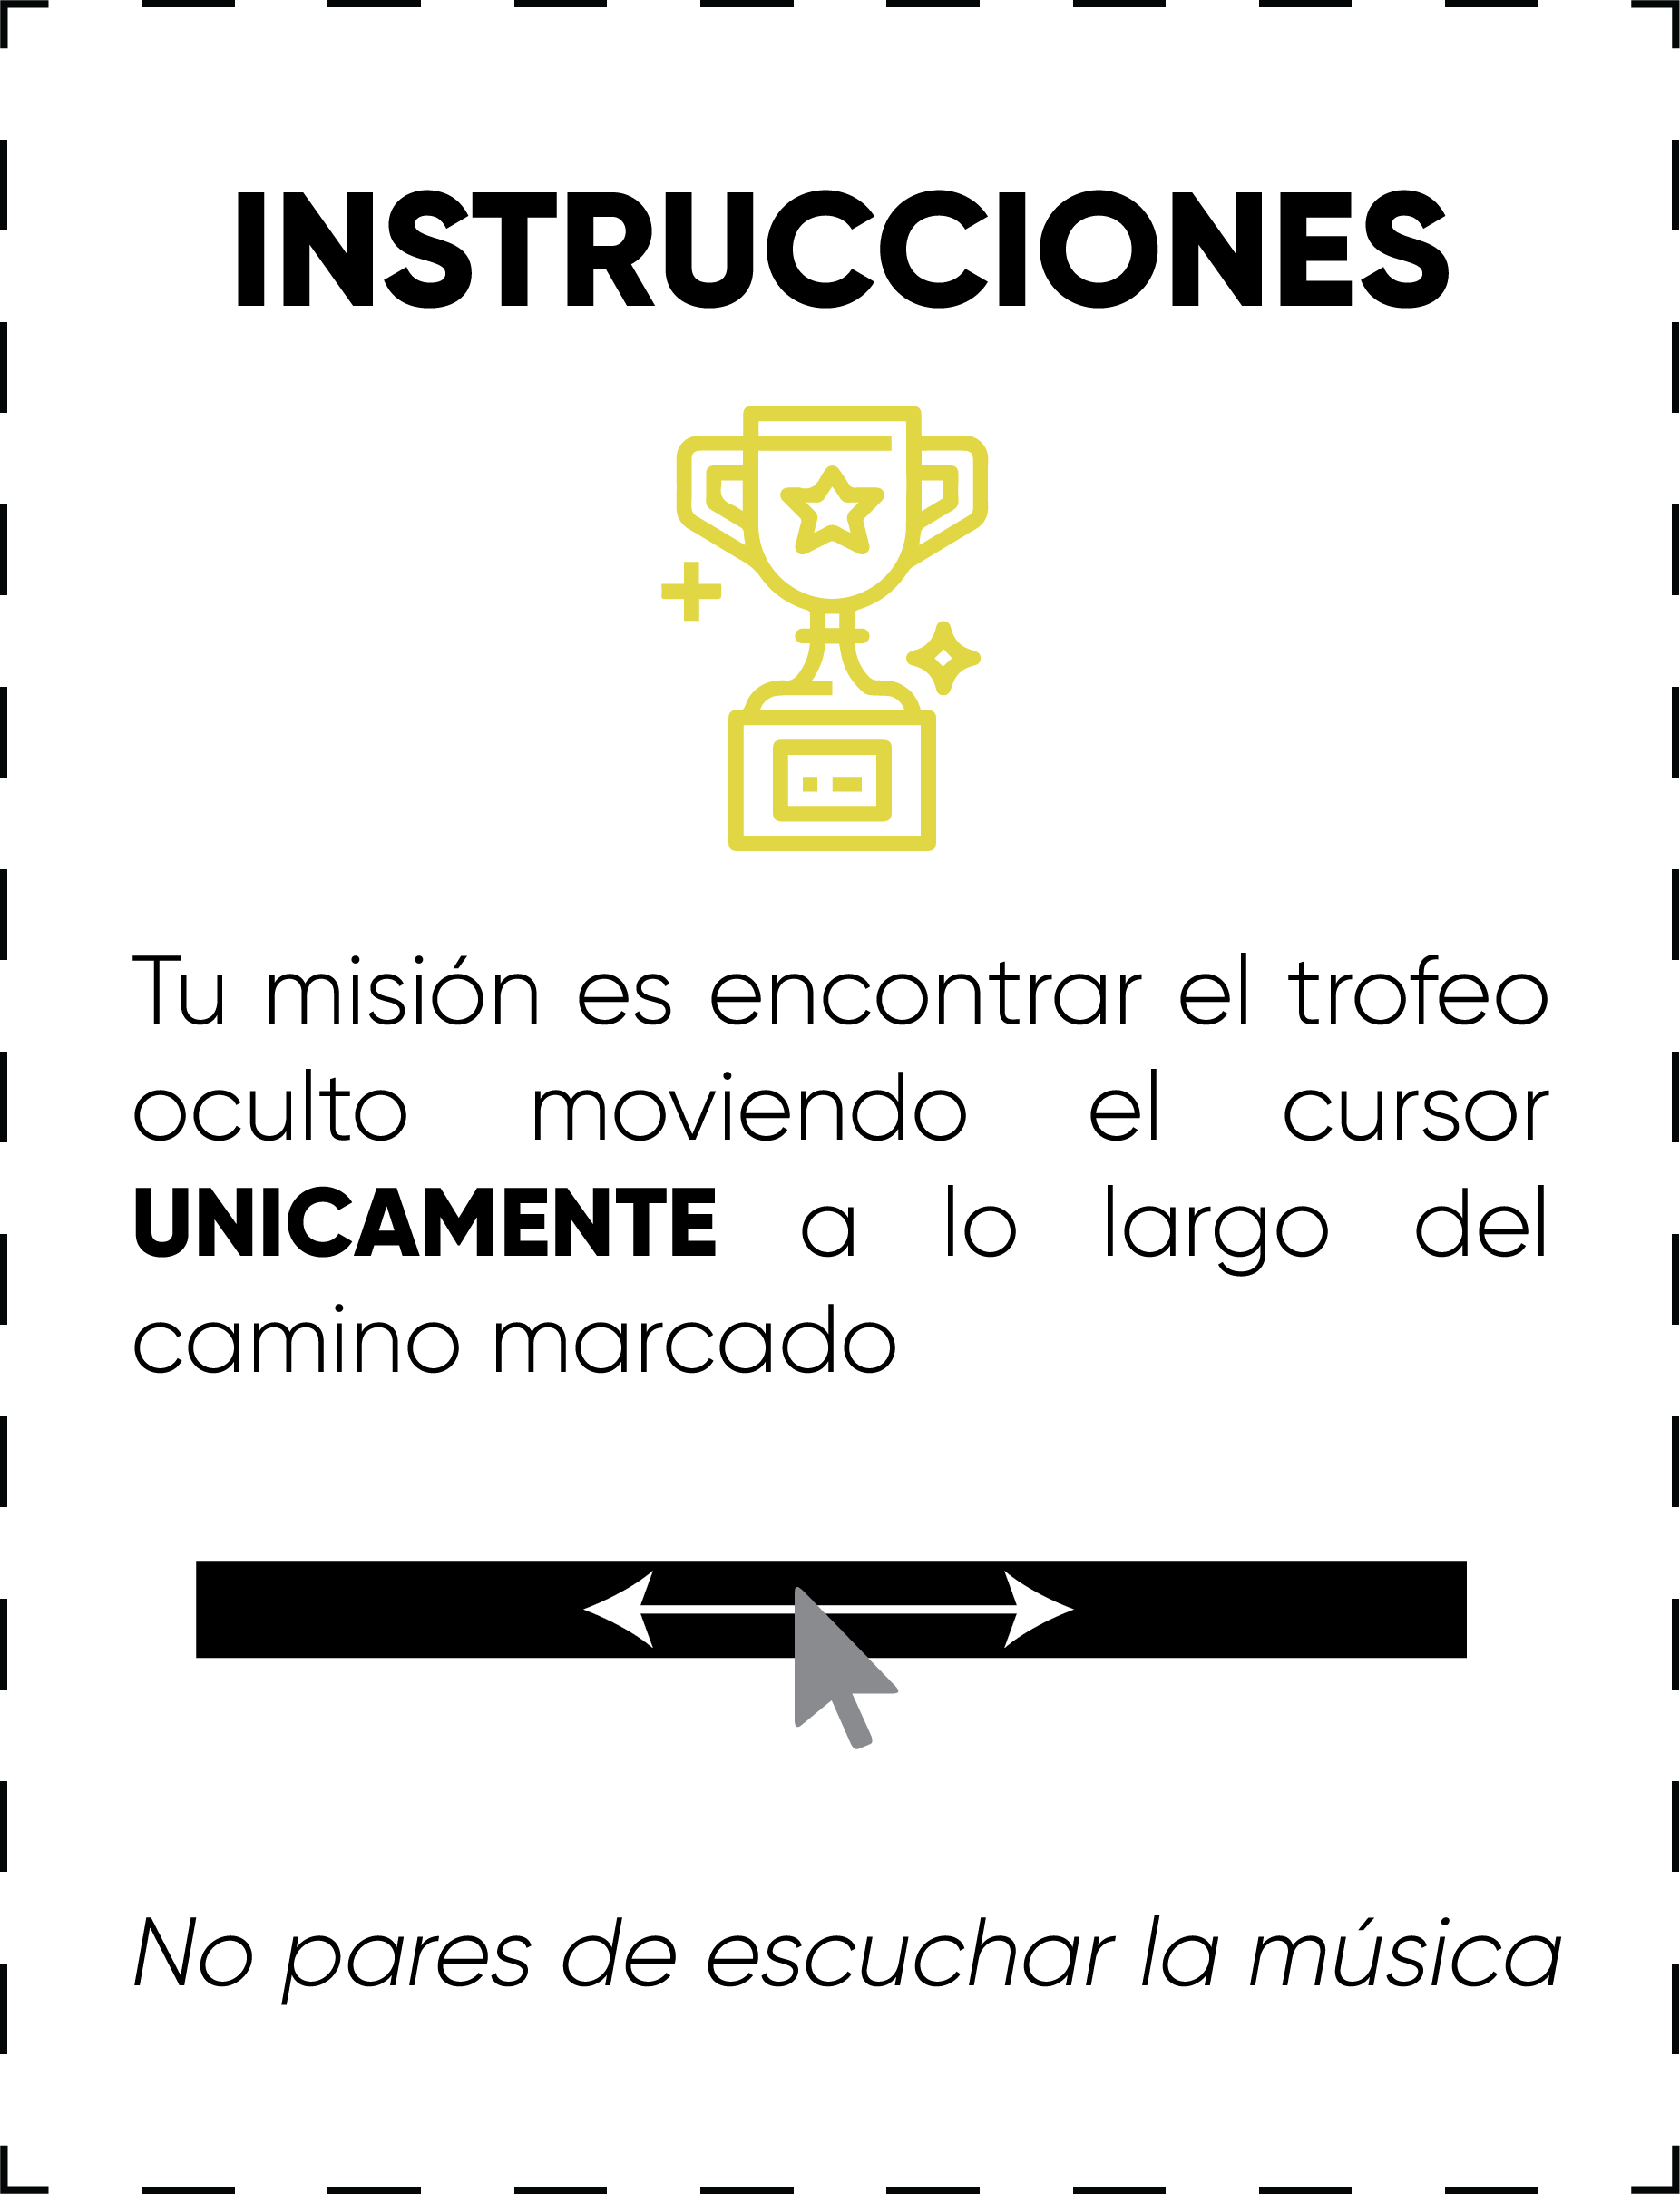 INSTRUCCIONES
Tu misión es encontrar el trofeo
oculto moviendo el cursor
UNICAMENTE a lo largo del
camino marcado
No pares de escuchar la música